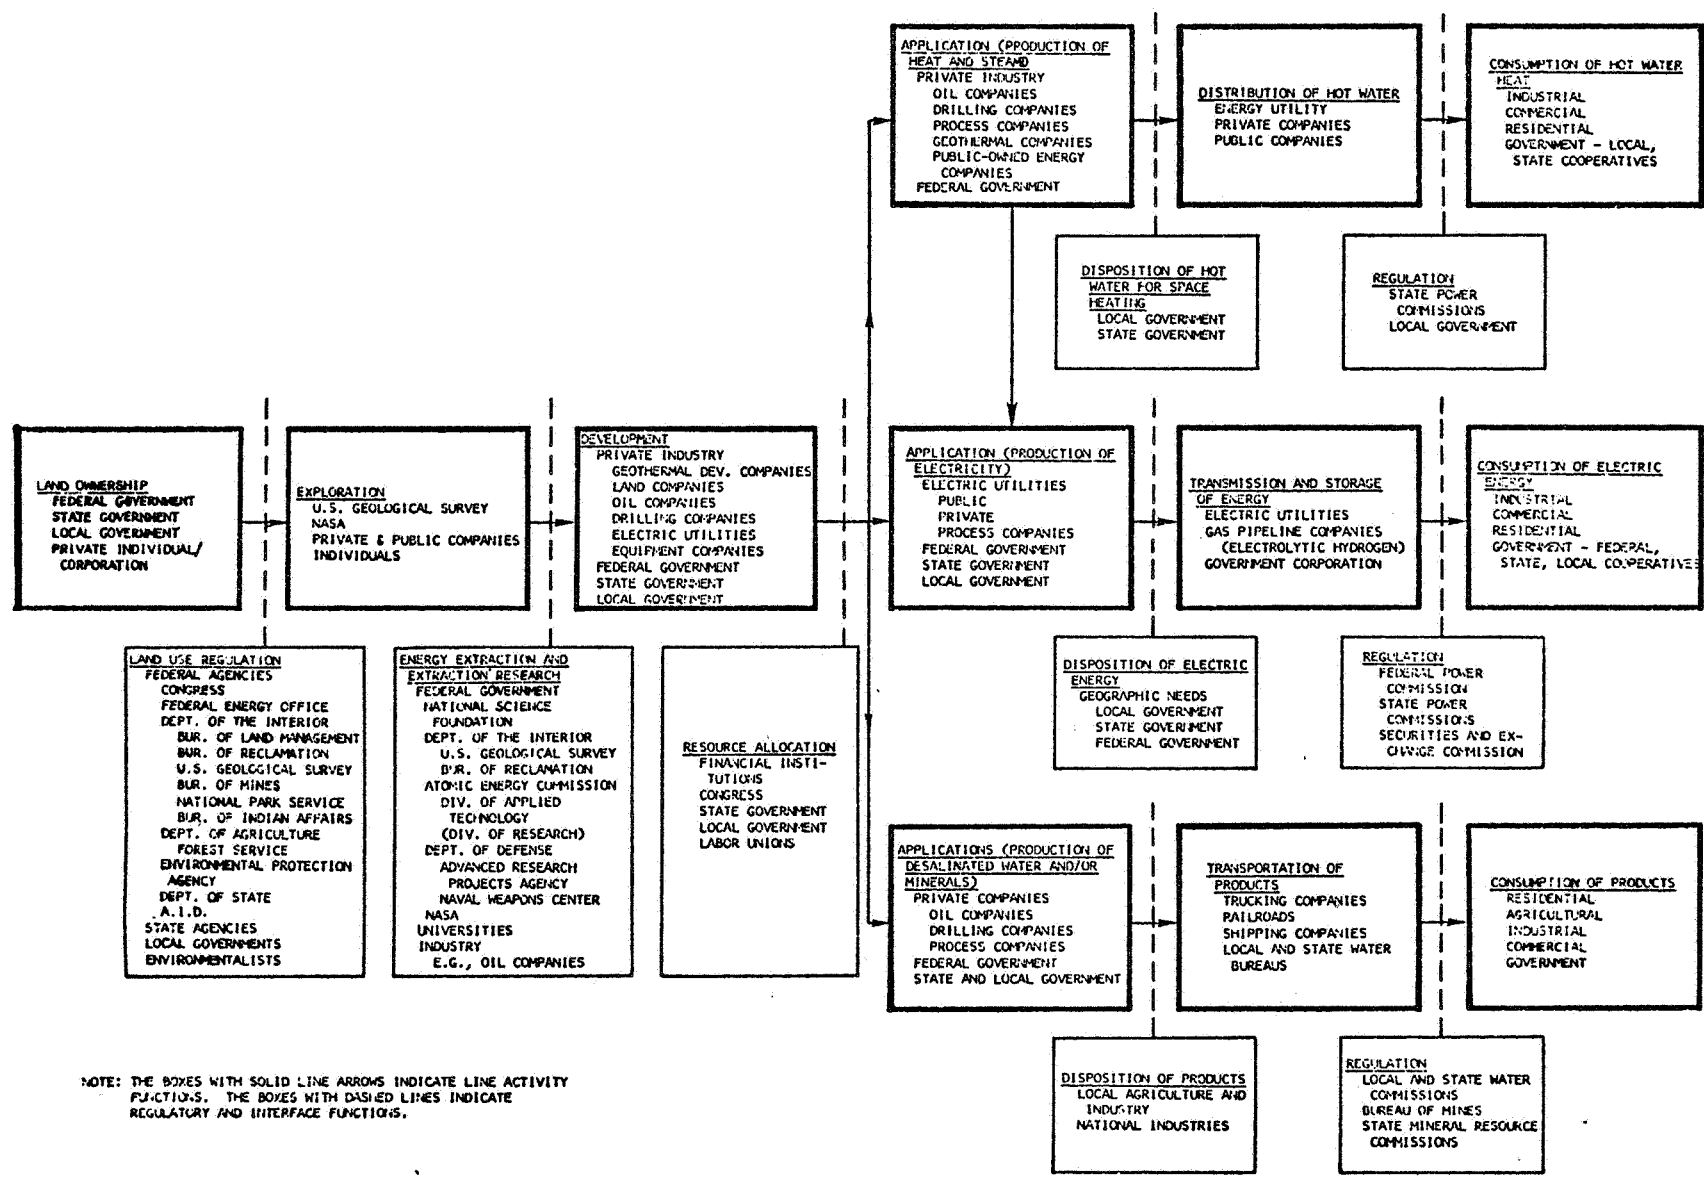 APPLICATION (PRODUCTION OF
HEAT AND STEAM)
PRIVATE INDUSTRY
OIL COMPANIES
DRILLING COMPANIES
PROCESS COMPANIES
GEOTHERMAL COMPANIES
PUBLIC-OWNED ENERGY
COMPANIES
FEDERAL GOVERNMENT
DISTRIBUTION OF HOT WATER
ENERGY UTILITY
PRIVATE COMPANIES
PUBLIC COMPANIES
CONSUMPTION OF HOT WATER
HEAT
INDUSTRIAL
COMMERCIAL
RESIDENTIAL
GOVERNMENT - LOCAL,
STATE COOPERATIVES
DISPOSITION OF HOT
WATER FOR SPACE
HEATING
LOCAL GOVERNMENT
STATE GOVERNMENT
REGULATION
STATE POWER
COMMISSIONS
LOCAL GOVERNMENT
LAND OWNERSHIP
FEDERAL GOVERNMENT
STATE GOVERNMENT
LOCAL GOVERNMENT
PRIVATE INDIVIDUAL/
CORPORATION
EXPLORATION
U.S. GEOLOGICAL SURVEY
NASA
PRIVATE & PUBLIC COMPANIES
INDIVIDUALS
DEVELOPMENT
PRIVATE INDUSTRY
GEOTHERMAL DEV. COMPANIES
LAND COMPANIES
OIL COMPANIES
DRILLING COMPANIES
ELECTRIC UTILITIES
EQUIPMENT COMPANIES
FEDERAL GOVERNMENT
STATE GOVERNMENT
LOCAL GOVERNMENT
APPLICATION (PRODUCTION OF
ELECTRICITY)
ELECTRIC UTILITIES
PUBLIC
PRIVATE
PROCESS COMPANIES
FEDERAL GOVERNMENT
STATE GOVERNMENT
LOCAL GOVERNMENT
TRANSMISSION AND STORAGE
OF ENERGY
ELECTRIC UTILITIES
GAS PIPELINE COMPANIES
(ELECTROLYTIC HYDROGEN)
GOVERNMENT CORPORATION
CONSUMPTION OF ELECTRIC
ENERGY
INDUSTRIAL
COMMERCIAL
RESIDENTIAL
GOVERNMENT - FEDERAL,
STATE, LOCAL COOPERATIVES
LAND USE REGULATION
FEDERAL AGENCIES
CONGRESS
FEDERAL ENERGY OFFICE
DEPT. OF THE INTERIOR
BUR. OF LAND MANAGEMENT
BUR. OF RECLAMATION
U.S. GEOLOGICAL SURVEY
BUR. OF MINES
NATIONAL PARK SERVICE
BUR. OF INDIAN AFFAIRS
DEPT. OF AGRICULTURE
FOREST SERVICE
ENVIRONMENTAL PROTECTION
AGENCY
DEPT. OF STATE
A.I.D.
STATE AGENCIES
LOCAL GOVERNMENTS
ENVIRONMENTALISTS
ENERGY EXTRACTION AND
EXTRACTION RESEARCH
FEDERAL GOVERNMENT
NATIONAL SCIENCE
FOUNDATION
DEPT. OF THE INTERIOR
U.S. GEOLOGICAL SURVEY
BUR. OF RECLAMATION
ATOMIC ENERGY COMMISSION
DIV. OF APPLIED
TECHNOLOGY
(DIV. OF RESEARCH)
DEPT. OF DEFENSE
ADVANCED RESEARCH
PROJECTS AGENCY
NAVAL WEAPONS CENTER
NASA
UNIVERSITIES
INDUSTRY
E.G., OIL COMPANIES
RESOURCE ALLOCATION
FINANCIAL INSTI-
TUTIONS
CONGRESS
STATE GOVERNMENT
LOCAL GOVERNMENT
LABOR UNIONS
DISPOSITION OF ELECTRIC
ENERGY
GEOGRAPHIC NEEDS
LOCAL GOVERNMENT
STATE GOVERNMENT
FEDERAL GOVERNMENT
REGULATION
FEDERAL POWER
COMMISSION
STATE POWER
COMMISSIONS
SECURITIES AND EX-
CHANGE COMMISSION
APPLICATIONS (PRODUCTION OF
DESALINATED WATER AND/OR
MINERALS)
PRIVATE COMPANIES
OIL COMPANIES
DRILLING COMPANIES
PROCESS COMPANIES
FEDERAL GOVERNMENT
STATE AND LOCAL GOVERNMENT
TRANSPORTATION OF
PRODUCTS
TRUCKING COMPANIES
RAILROADS
SHIPPING COMPANIES
LOCAL AND STATE WATER
BUREAUS
CONSUMPTION OF PRODUCTS
RESIDENTIAL
AGRICULTURAL
INDUSTRIAL
COMMERCIAL
GOVERNMENT
DISPOSITION OF PRODUCTS
LOCAL AGRICULTURE AND
INDUSTRY
NATIONAL INDUSTRIES
REGULATION
LOCAL AND STATE WATER
COMMISSIONS
BUREAU OF MINES
STATE MINERAL RESOURCE
COMMISSIONS
NOTE: THE BOXES WITH SOLID LINE ARROWS INDICATE LINE ACTIVITY
FUNCTIONS. THE BOXES WITH DASHED LINES INDICATE
REGULATORY AND INTERFACE FUNCTIONS.